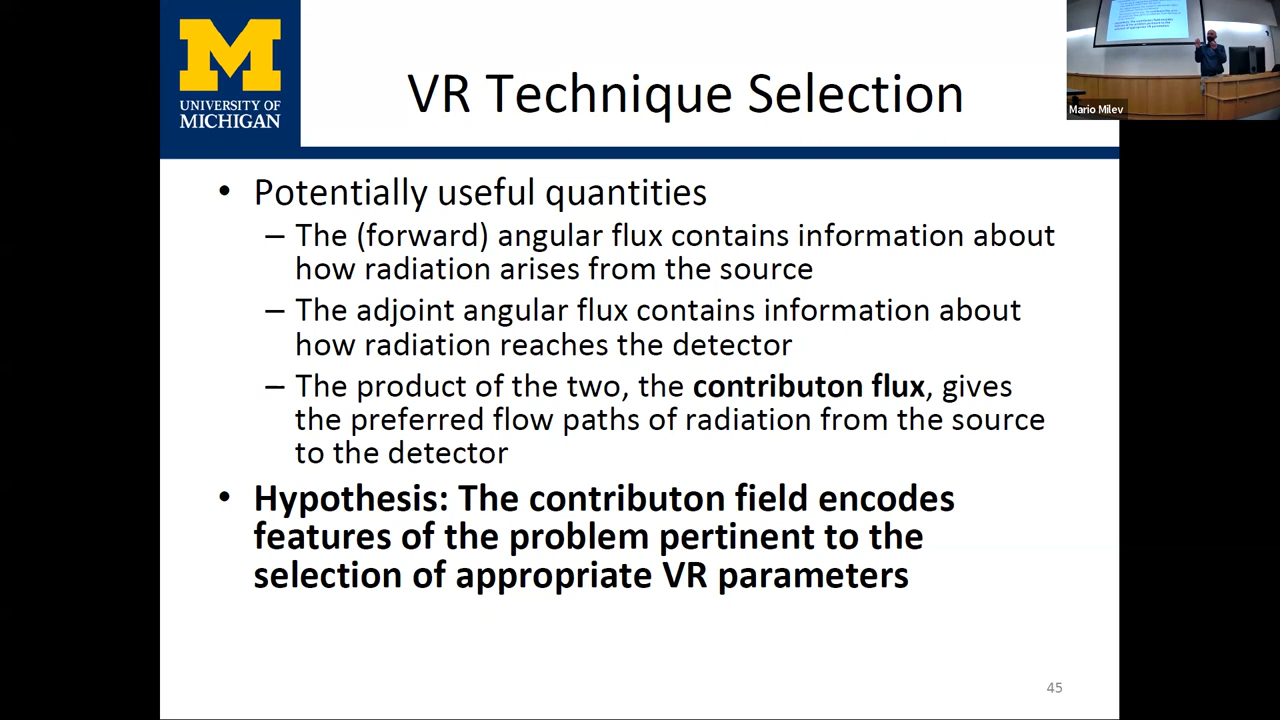 UNIVERSITY OF
MICHIGAN
VR Technique Selection
Mario Milev
• Potentially useful quantities
– The (forward) angular flux contains information about
how radiation arises from the source
– The adjoint angular flux contains information about
how radiation reaches the detector
– The product of the two, the contributon flux, gives
the preferred flow paths of radiation from the source
to the detector
• Hypothesis: The contributon field encodes
features of the problem pertinent to the
selection of appropriate VR parameters
45